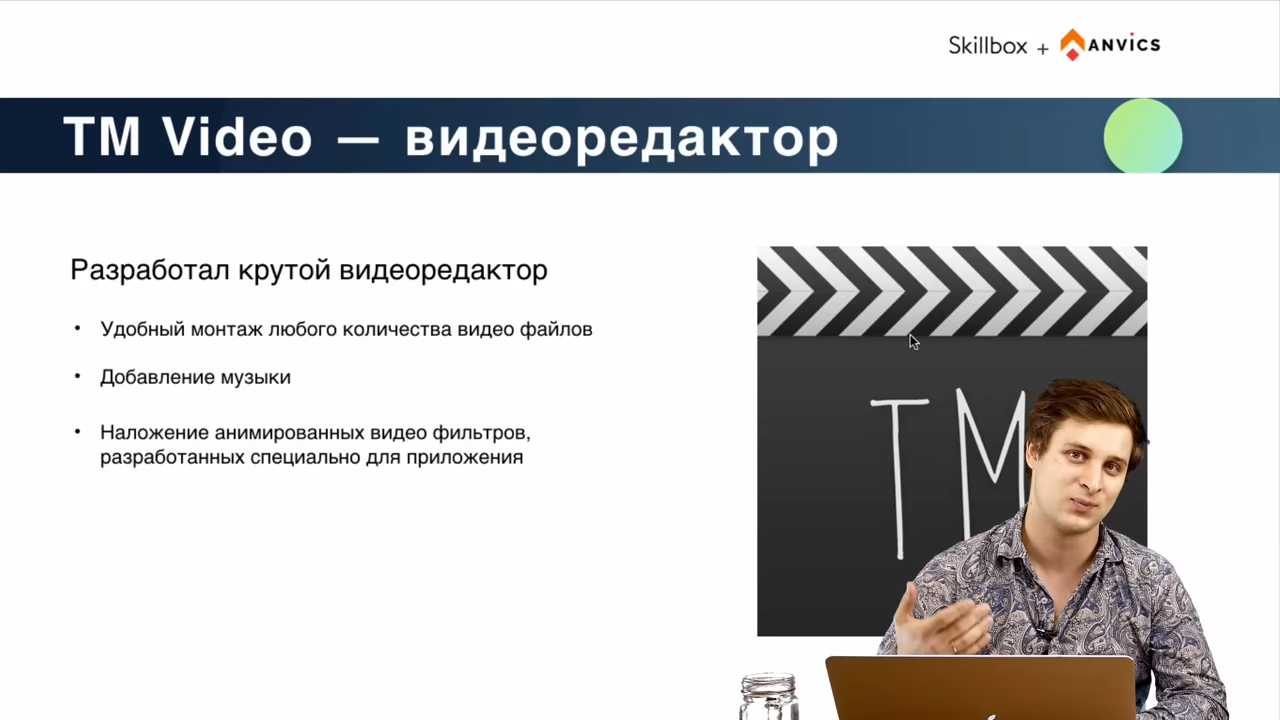 Skillbox + ANVICS
TM Video — видеоредактор
Разработал крутой видеоредактор
• Удобный монтаж любого количества видео файлов
• Добавление музыки
• Наложение анимированных видео фильтров,
разработанных специально для приложения
TM